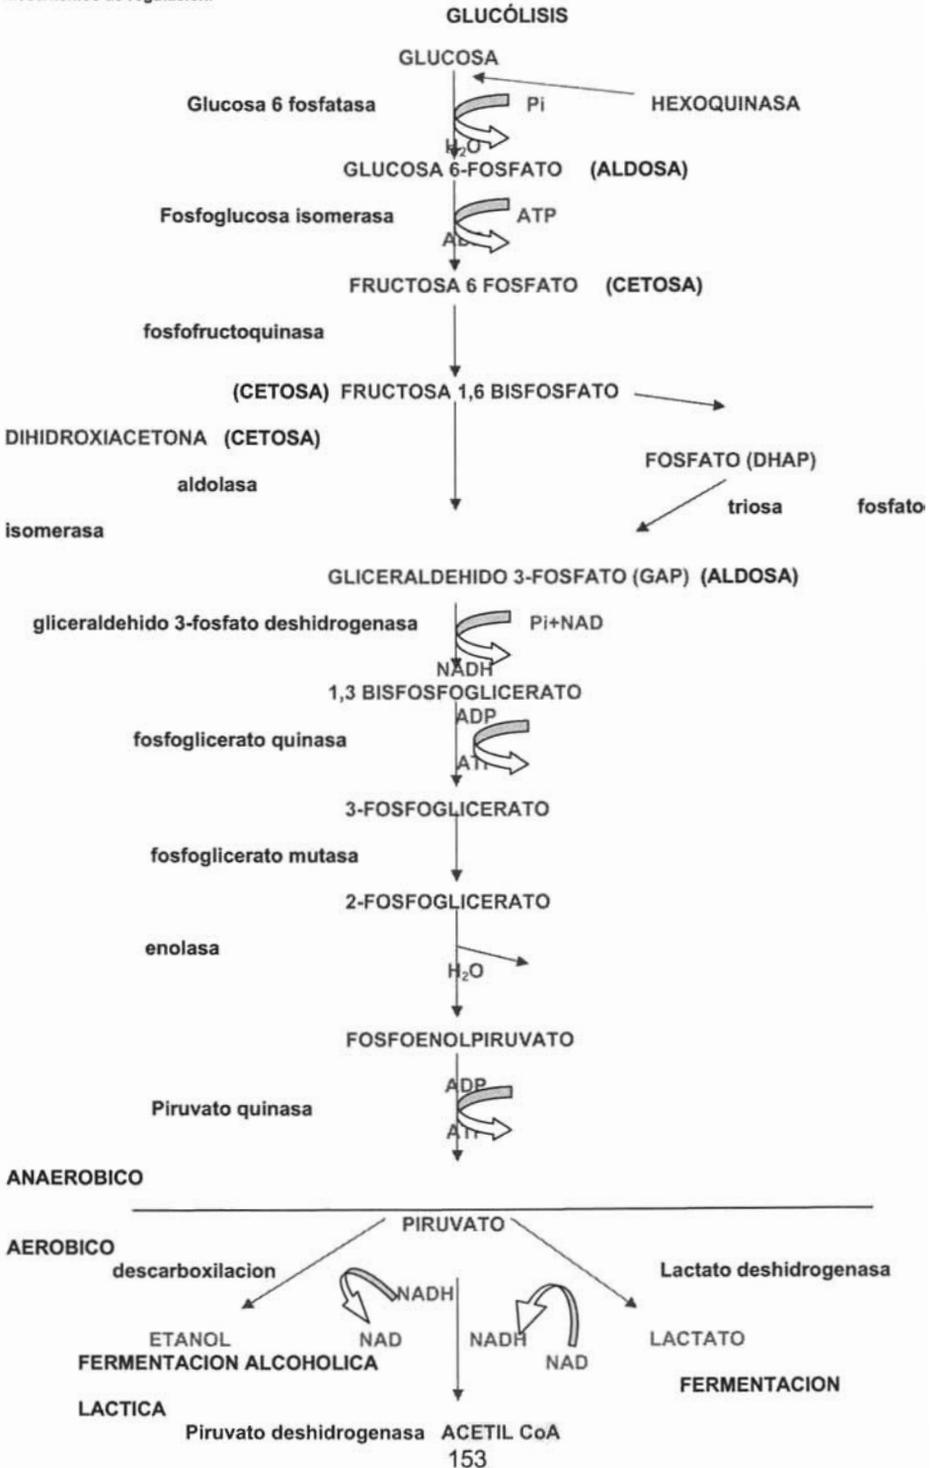 GLUCÓLISIS
GLUCOSA
Glucosa 6 fosfatasa Pi HEXOQUINASA
H₂O
GLUCOSA 6-FOSFATO (ALDOSA)
Fosfoglucosa isomerasa ATP
FRUCTOSA 6 FOSFATO (CETOSA)
fosfofructoquinasa
(CETOSA) FRUCTOSA 1,6 BISFOSFATO
DIHIDROXIACETONA (CETOSA)
FOSFATO (DHAP)
aldolasa
triosa fosfato
isomerasa
GLICERALDEHIDO 3-FOSFATO (GAP) (ALDOSA)
gliceraldehido 3-fosfato deshidrogenasa Pi+NAD
NADH
1,3 BISFOSFOGLICERATO
ADP
fosfoglicerato quinasa
3-FOSFOGLICERATO
fosfoglicerato mutasa
2-FOSFOGLICERATO
enolasa
H₂O
FOSFOENOLPIRUVATO
ADP
Piruvato quinasa
ANAEROBICO
PIRUVATO
AEROBICO
descarboxilacion Lactato deshidrogenasa
NADH
ETANOL NAD NADH LACTATO
FERMENTACION ALCOHOLICA NAD
FERMENTACION
LACTICA
Piruvato deshidrogenasa ACETIL CoA
153